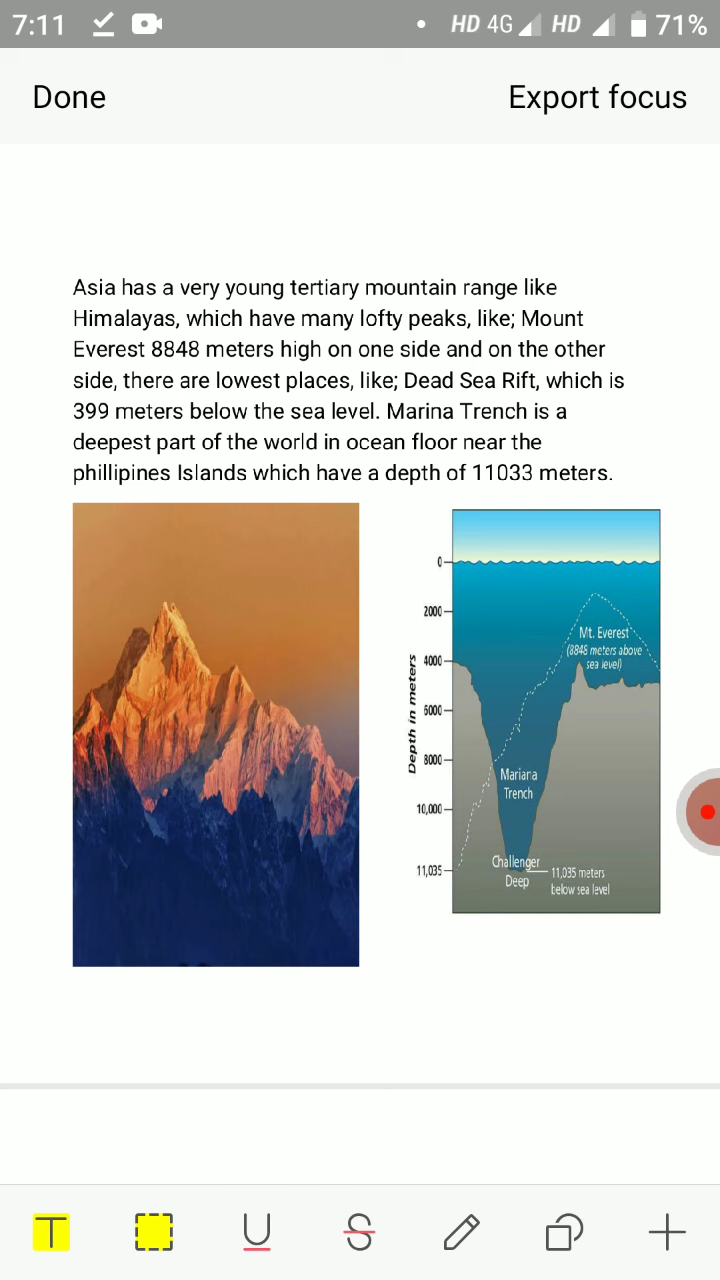 7:11 HD 4G HD 71%
Done Export focus
Asia has a very young tertiary mountain range like
Himalayas, which have many lofty peaks, like; Mount
Everest 8848 meters high on one side and on the other
side, there are lowest places, like; Dead Sea Rift, which is
399 meters below the sea level. Marina Trench is a
deepest part of the world in ocean floor near the
phillipines Islands which have a depth of 11033 meters.
Depth in meters
0
2000
4000
6000
8000
10,000
11,035
Mt. Everest
(8848 meters above
sea level)
Mariana
Trench
Challenger
Deep
11,035 meters
below sea level
T U S